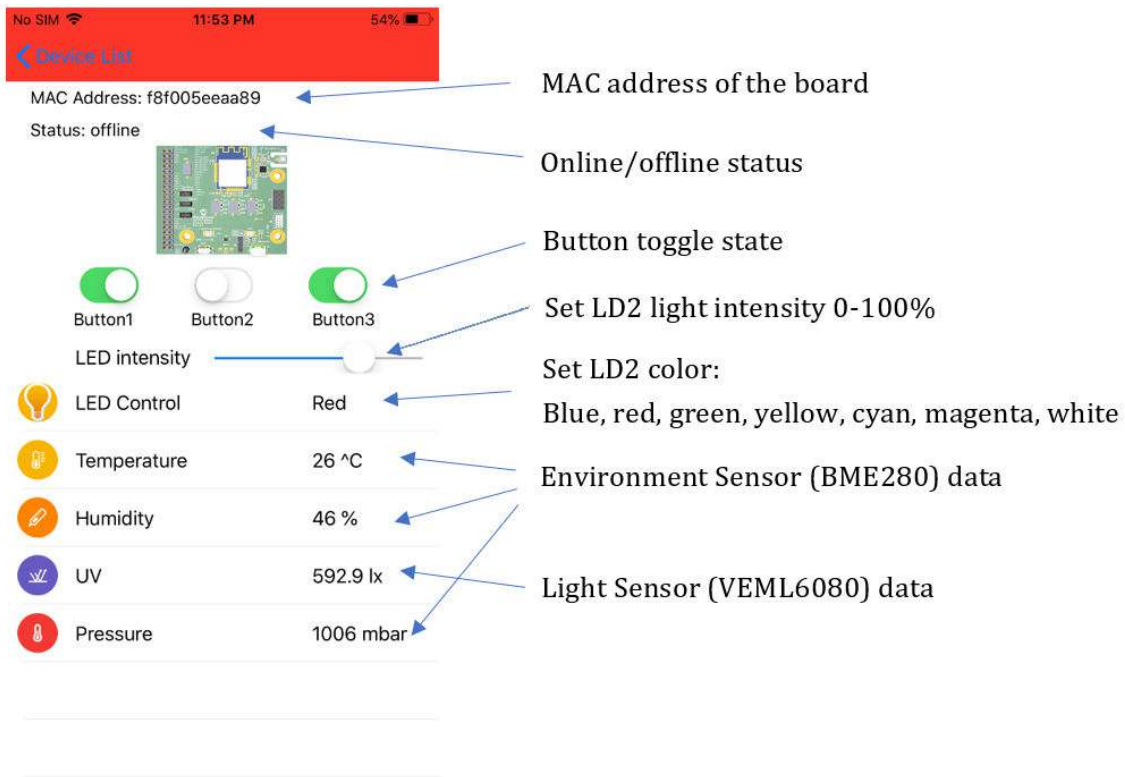 No SIM 11:53 PM 54%
Device List
MAC Address: f8f005eeaa89
MAC address of the board
Status: offline
Online/offline status
Button toggle state
Button1 Button2 Button3
Set LD2 light intensity 0-100%
LED intensity
Set LD2 color:
Blue, red, green, yellow, cyan, magenta, white
LED Control Red
Temperature 26 ^C
Environment Sensor (BME280) data
Humidity 46 %
UV 592.9 lx
Light Sensor (VEML6080) data
Pressure 1006 mbar